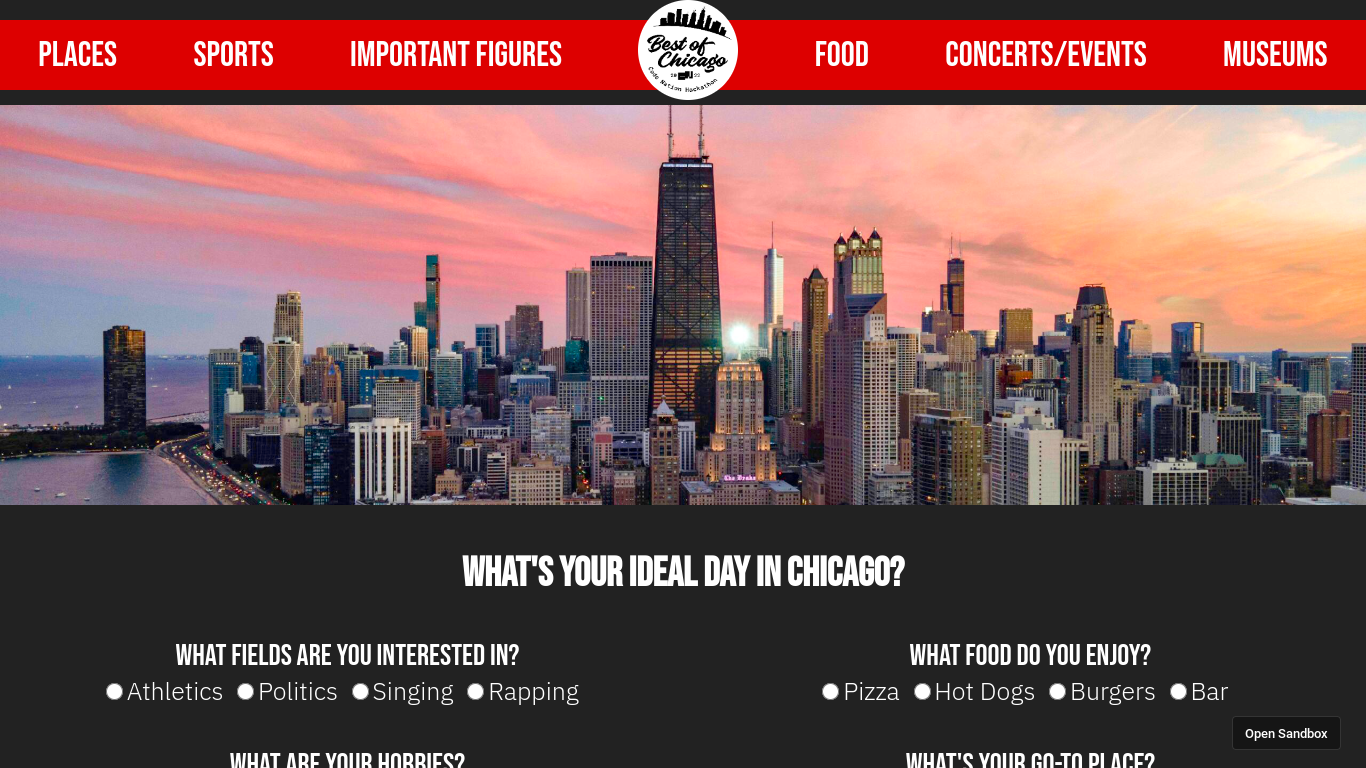 PLACES
SPORTS
IMPORTANT FIGURES
Best of
Chicago
20 22
Code Nation Hackathon
FOOD
CONCERTS/EVENTS
MUSEUMS
The Drake
WHAT'S YOUR IDEAL DAY IN CHICAGO?
WHAT FIELDS ARE YOU INTERESTED IN?
Athletics Politics Singing Rapping
WHAT FOOD DO YOU ENJOY?
Pizza Hot Dogs Burgers Bar
WHAT ARE YOUR HOBBIES?
WHAT'S YOUR GO-TO PLACE?
Open Sandbox